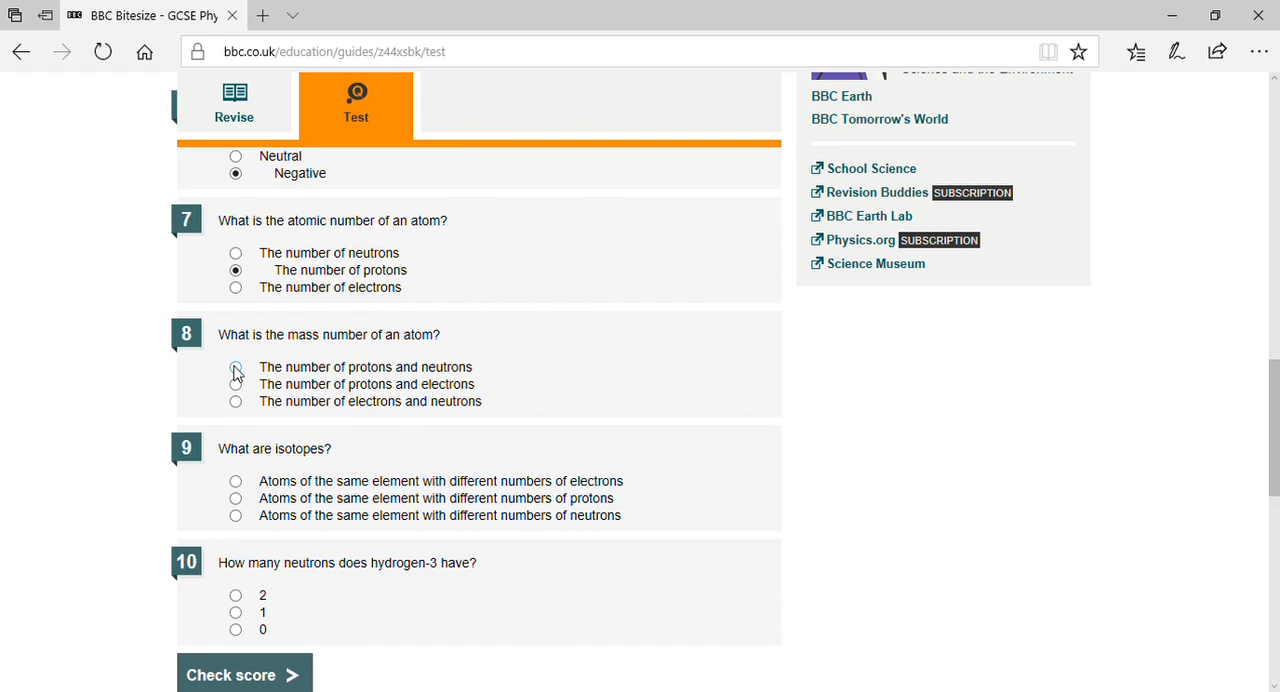 BBC BBC Bitesize - GCSE Phy
bbc.co.uk/education/guides/z44xsbk/test
Revise
Test
Neutral
Negative
7 What is the atomic number of an atom?
The number of neutrons
The number of protons
The number of electrons
8 What is the mass number of an atom?
The number of protons and neutrons
The number of protons and electrons
The number of electrons and neutrons
9 What are isotopes?
Atoms of the same element with different numbers of electrons
Atoms of the same element with different numbers of protons
Atoms of the same element with different numbers of neutrons
10 How many neutrons does hydrogen-3 have?
2
1
0
Check score >
Science and the Environment
BBC Earth
BBC Tomorrow's World
School Science
Revision Buddies SUBSCRIPTION
BBC Earth Lab
Physics.org SUBSCRIPTION
Science Museum